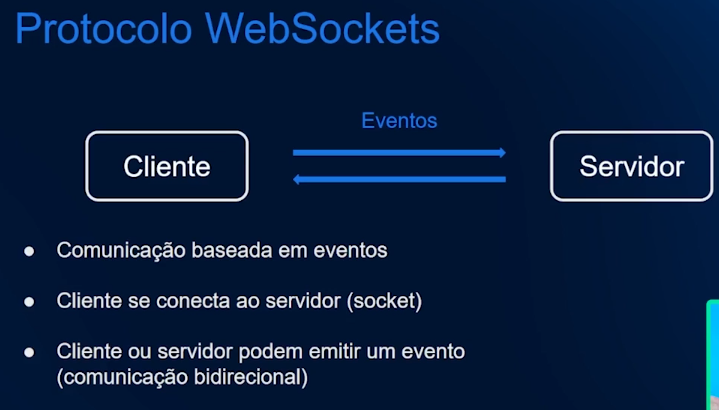 Protocolo WebSockets
Eventos
Cliente
Servidor
● Comunicação baseada em eventos
● Cliente se conecta ao servidor (socket)
● Cliente ou servidor podem emitir um evento
(comunicação bidirecional)